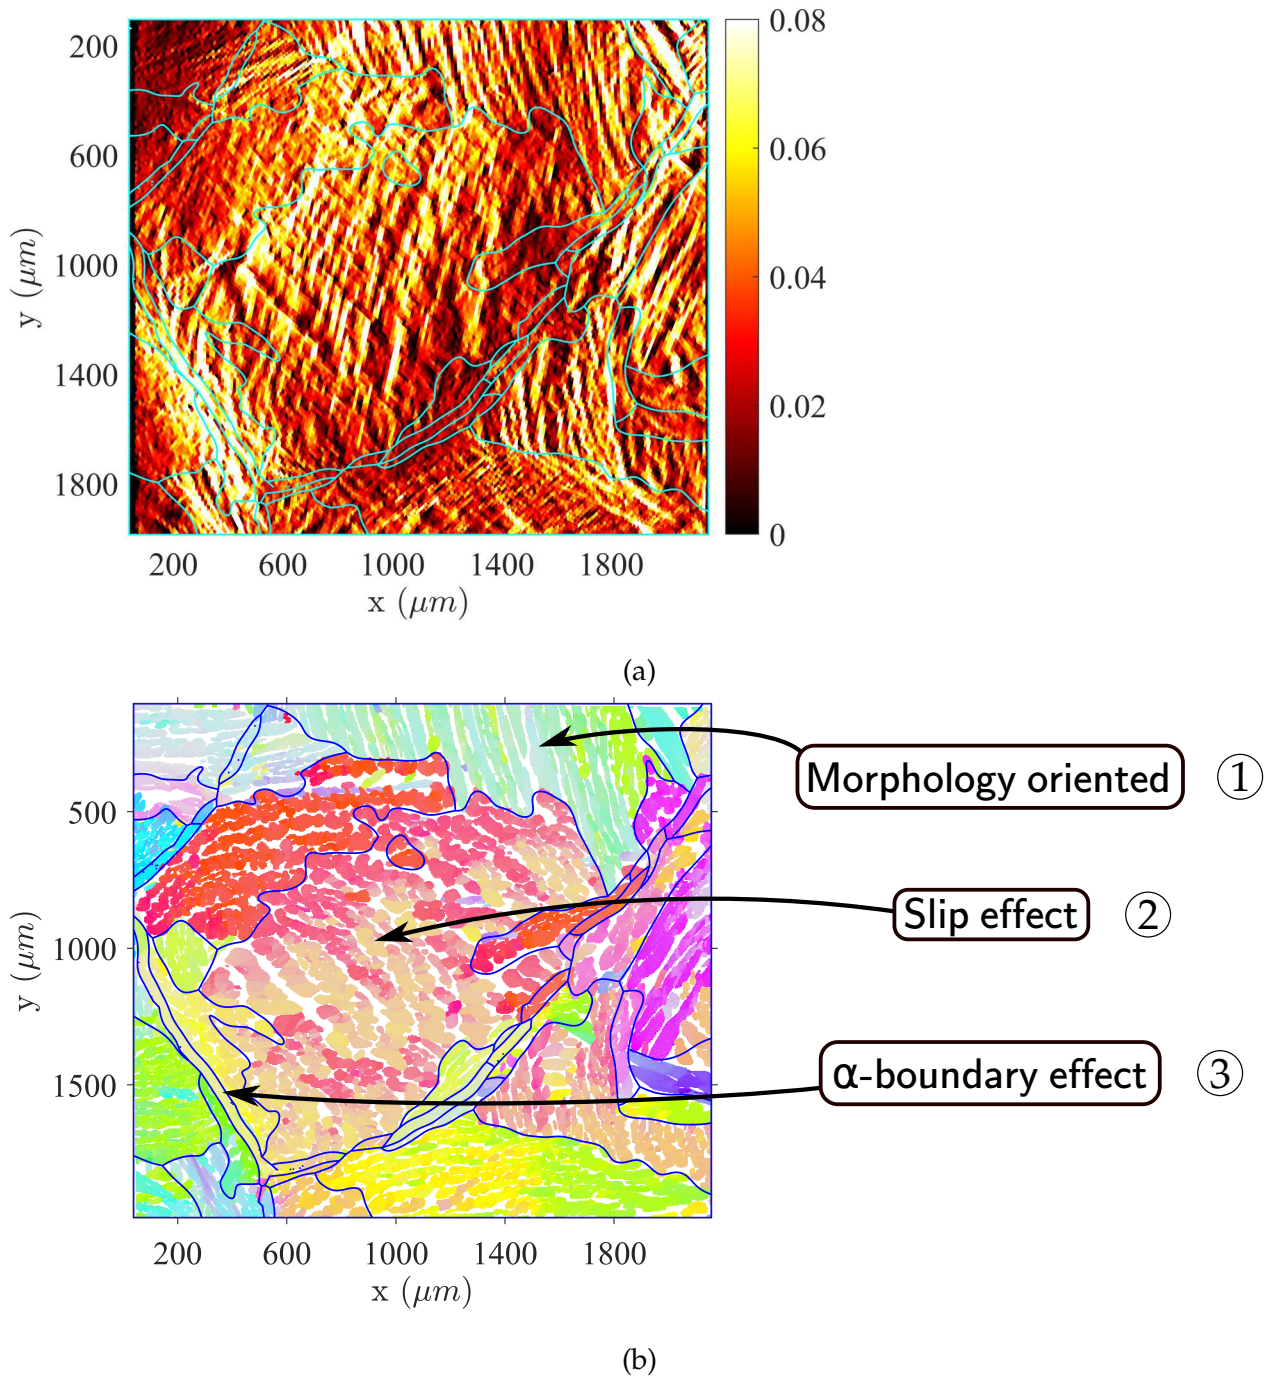 0.08
200
600
0.06
y (μm)
1000
0.04
1400
0.02
1800
0
200 600 1000 1400 1800
x (μm)
(a)
Morphology oriented ①
500
Slip effect ②
y (μm)
1000
α-boundary effect ③
1500
200 600 1000 1400 1800
x (μm)
(b)